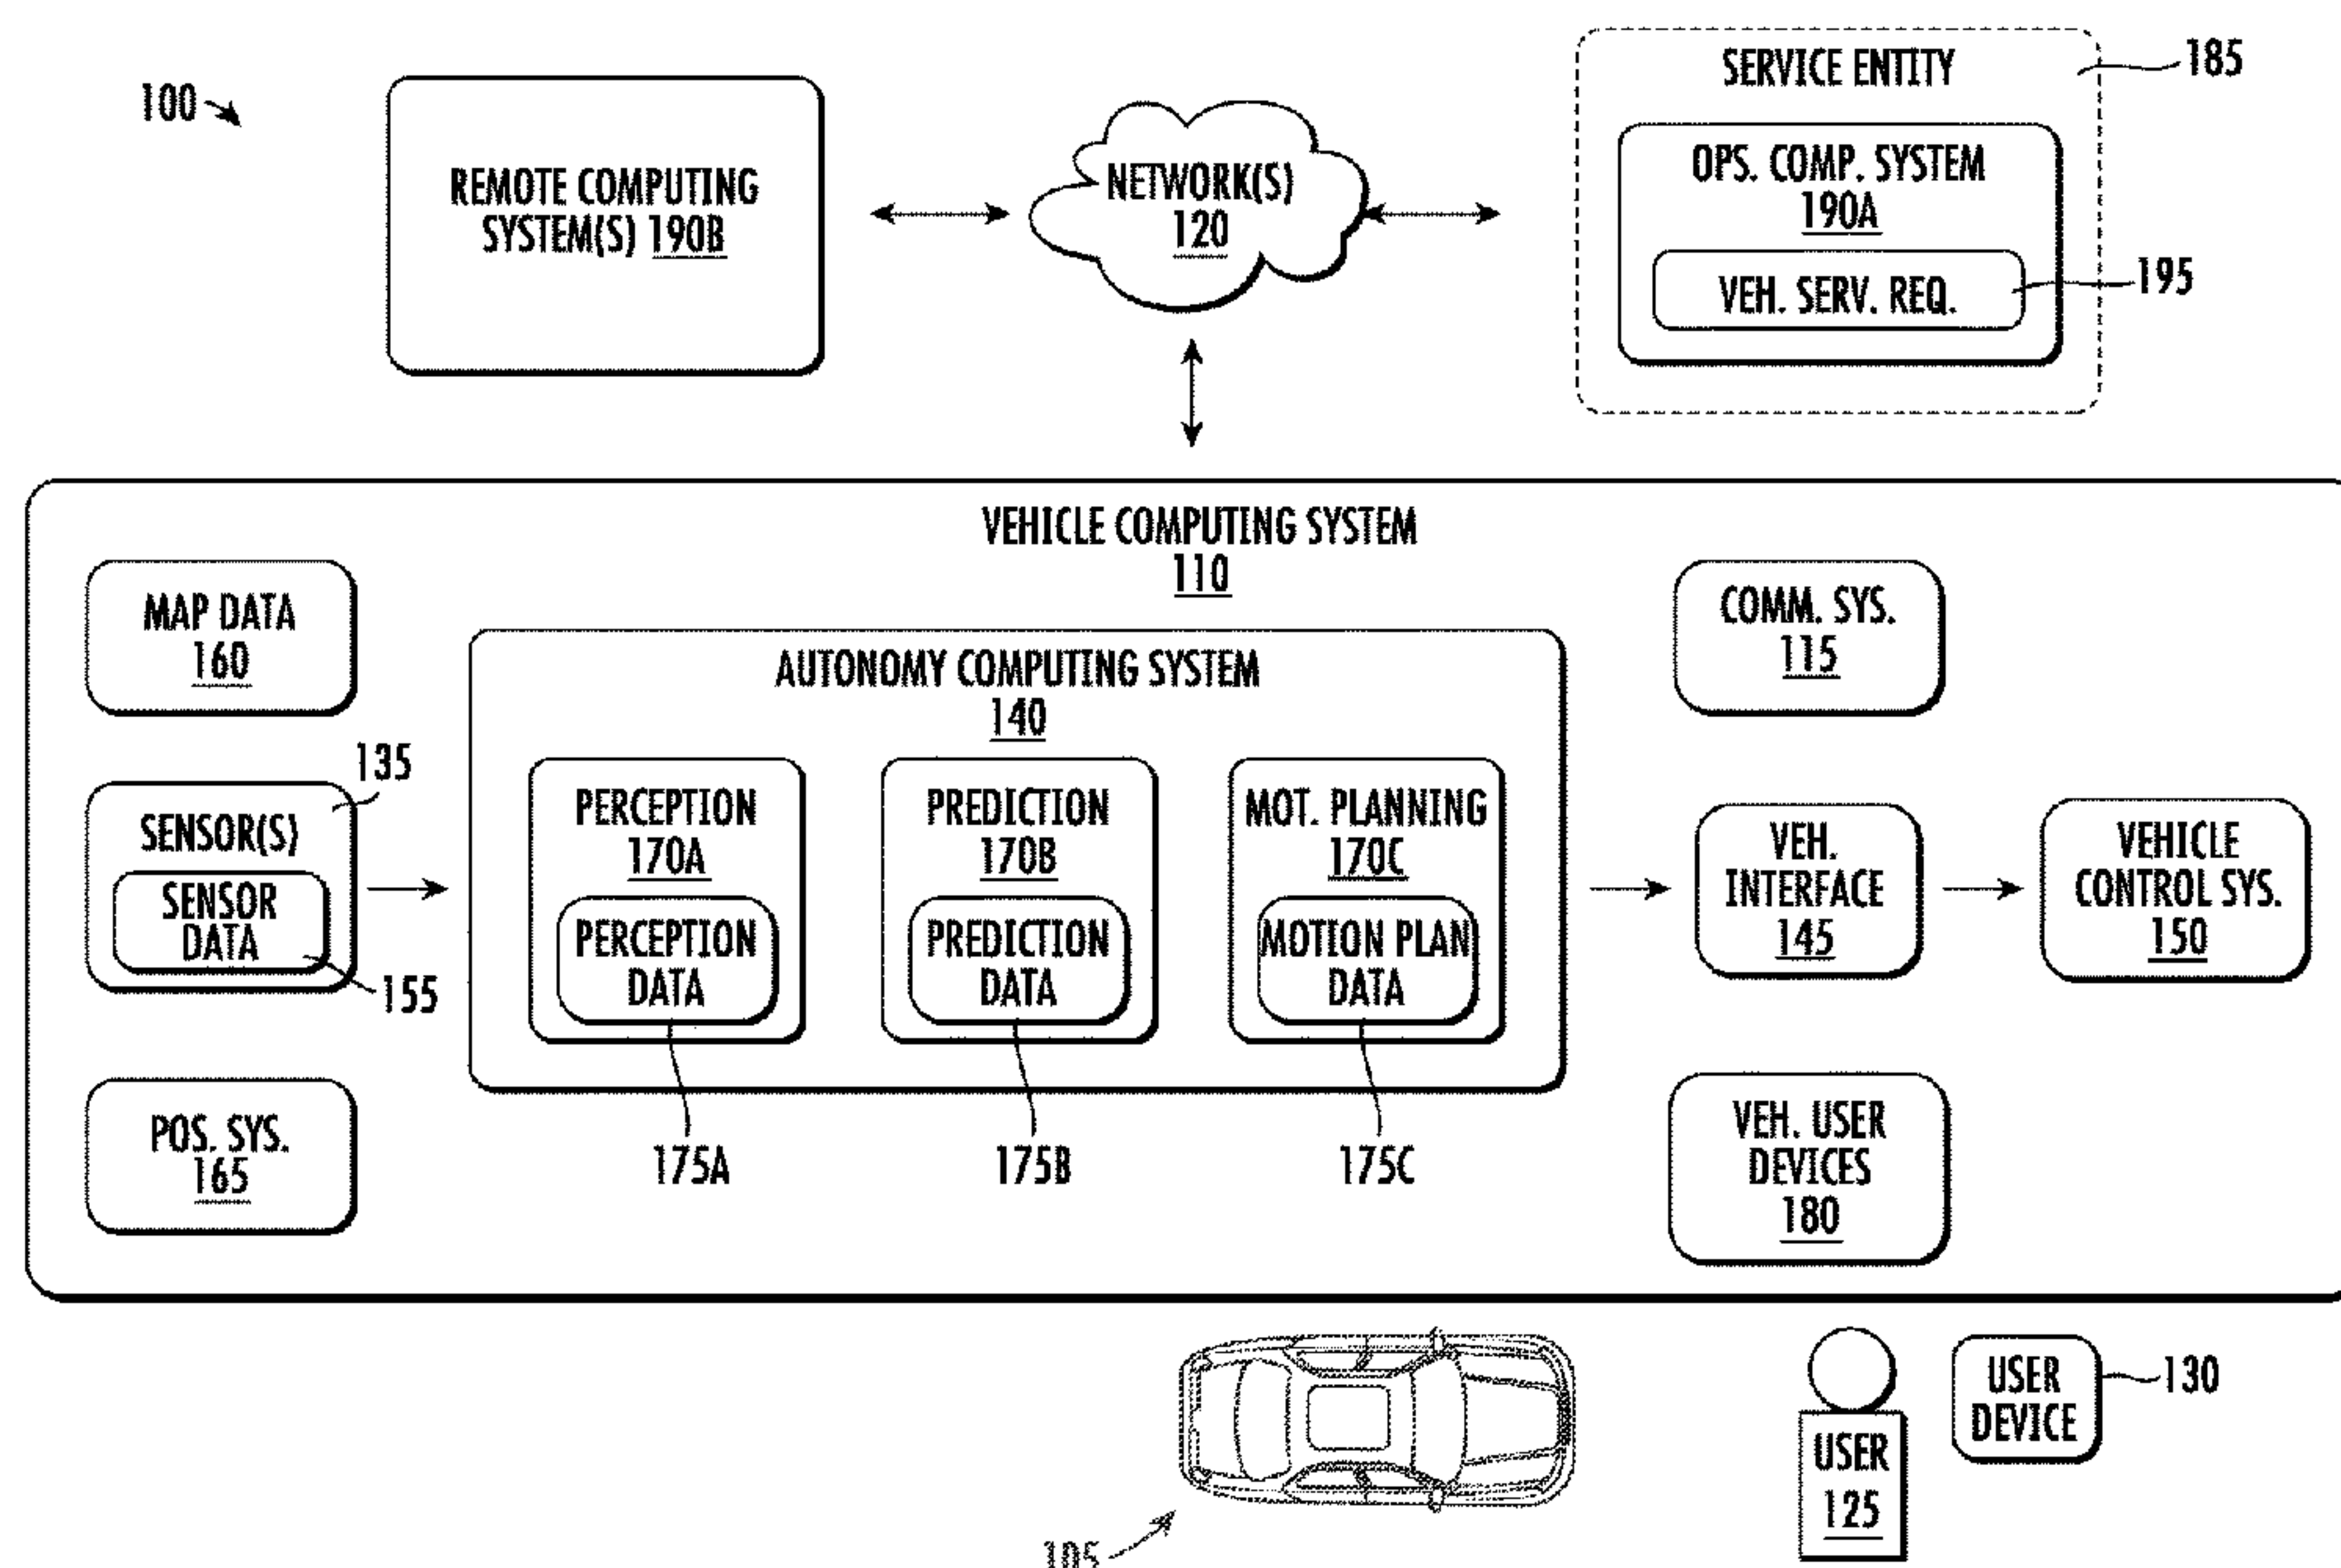 100
REMOTE COMPUTING
SYSTEM(S) 190B
NETWORK(S)
120
SERVICE ENTITY
185
OPS. COMP. SYSTEM
190A
VEH. SERV. REQ.
195
VEHICLE COMPUTING SYSTEM
110
MAP DATA
160
SENSOR(S)
135
SENSOR
DATA
155
POS. SYS.
165
AUTONOMY COMPUTING SYSTEM
140
PERCEPTION
170A
PERCEPTION
DATA
175A
PREDICTION
170B
PREDICTION
DATA
175B
MOT. PLANNING
170C
MOTION PLAN
DATA
175C
COMM. SYS.
115
VEH.
INTERFACE
145
VEHICLE
CONTROL SYS.
150
VEH. USER
DEVICES
180
105
USER
125
USER
DEVICE
130